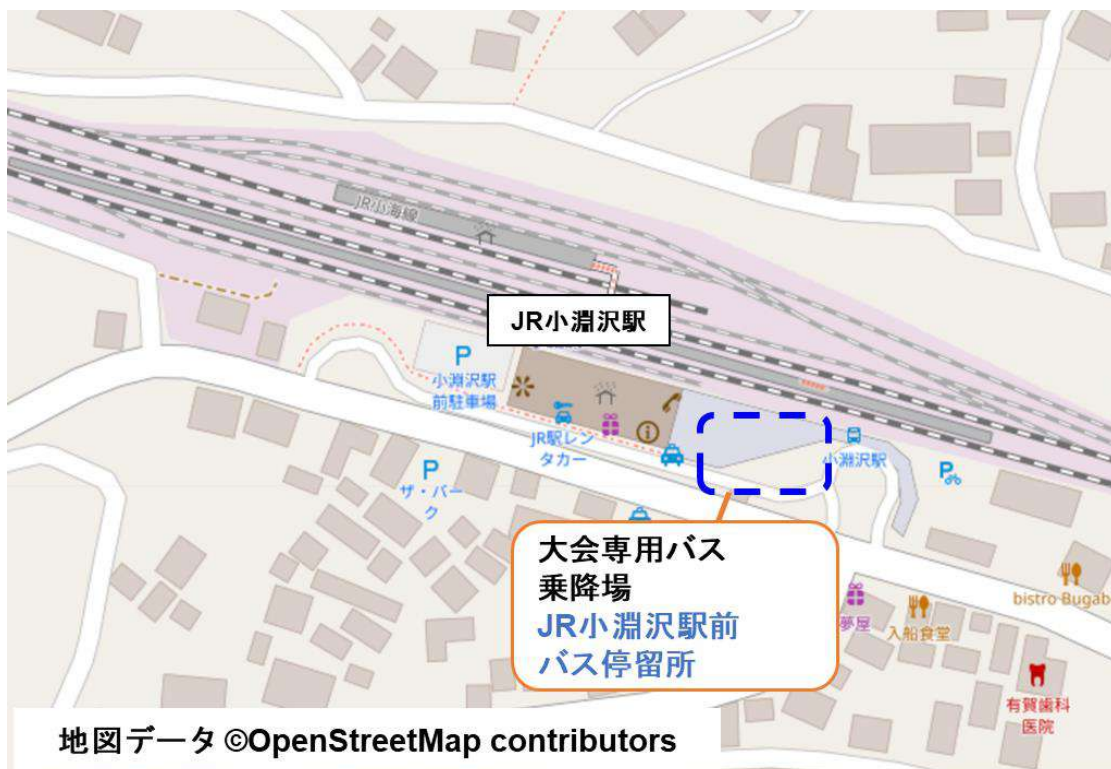 JR小海線
JR小淵沢駅
小淵沢駅
前駐車場
JR駅レン
タカー
小淵沢駅
ザ・パー
ク
大会専用バス
乗降場
JR小淵沢駅前
バス停留所
bistro Bugab
夢屋
入船食堂
有賀歯科
医院
地図データ ©OpenStreetMap contributors